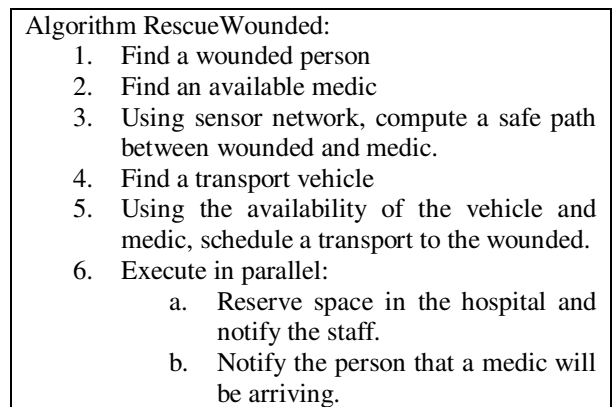 Algorithm RescueWounded:
1. Find a wounded person
2. Find an available medic
3. Using sensor network, compute a safe path
between wounded and medic.
4. Find a transport vehicle
5. Using the availability of the vehicle and
medic, schedule a transport to the wounded.
6. Execute in parallel:
a. Reserve space in the hospital and
notify the staff.
b. Notify the person that a medic will
be arriving.